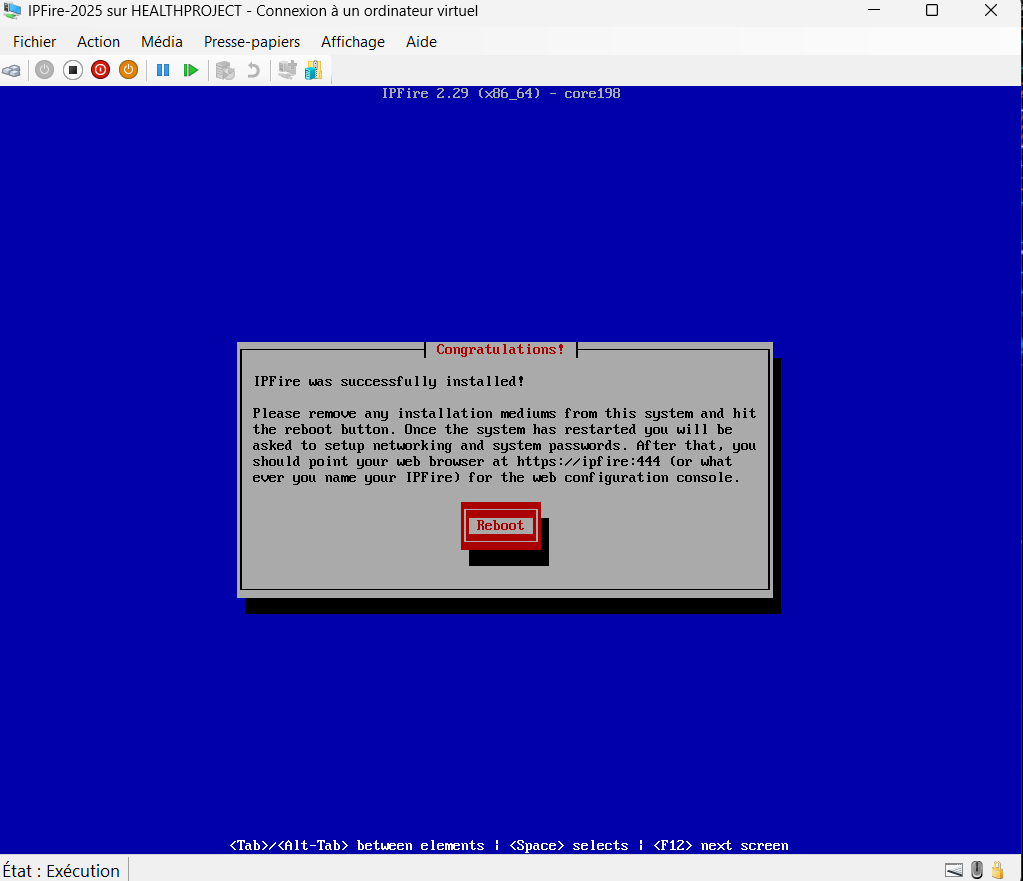 IPFire-2025 sur HEALTHPROJECT - Connexion à un ordinateur virtuel
Fichier Action Média Presse-papiers Affichage Aide
IPFire 2.29 (x86_64) - core198
Congratulations!
IPFire was successfully installed!
Please remove any installation mediums from this system and hit
the reboot button. Once the system has restarted you will be
asked to setup networking and system passwords. After that, you
should point your web browser at https://ipfire:444 (or what
ever you name your IPFire) for the web configuration console.
Reboot
<Tab>/<Alt-Tab> between elements | <Space> selects | <F12> next screen
État : Exécution